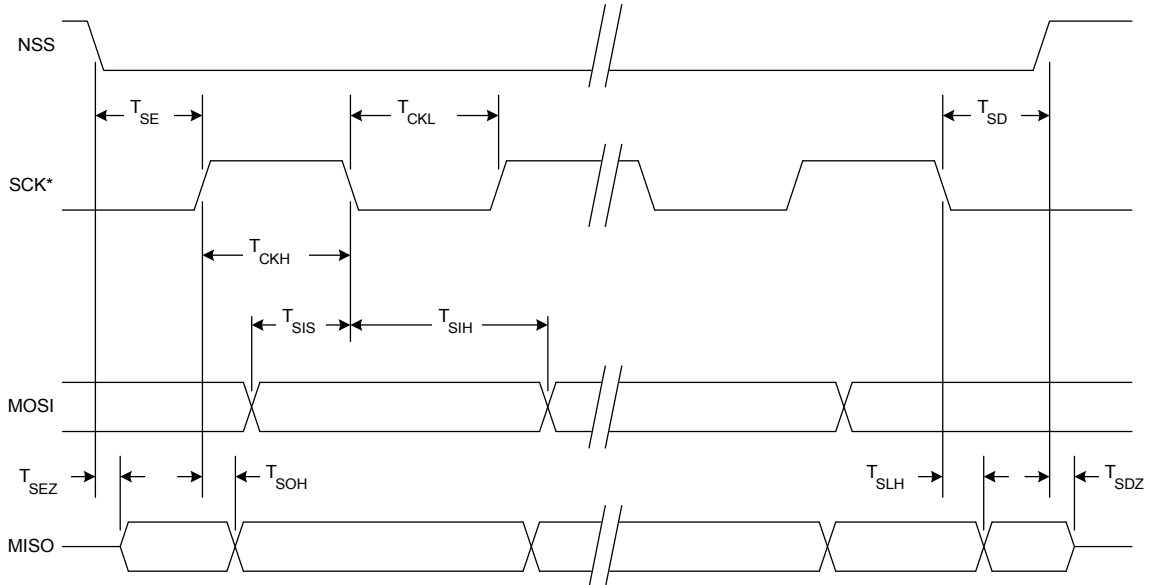 NSS
T_SE
T_CKL
T_SD
SCK*
T_CKH
T_SIS
T_SIH
MOSI
T_SEZ
T_SOH
T_SLH
T_SDZ
MISO